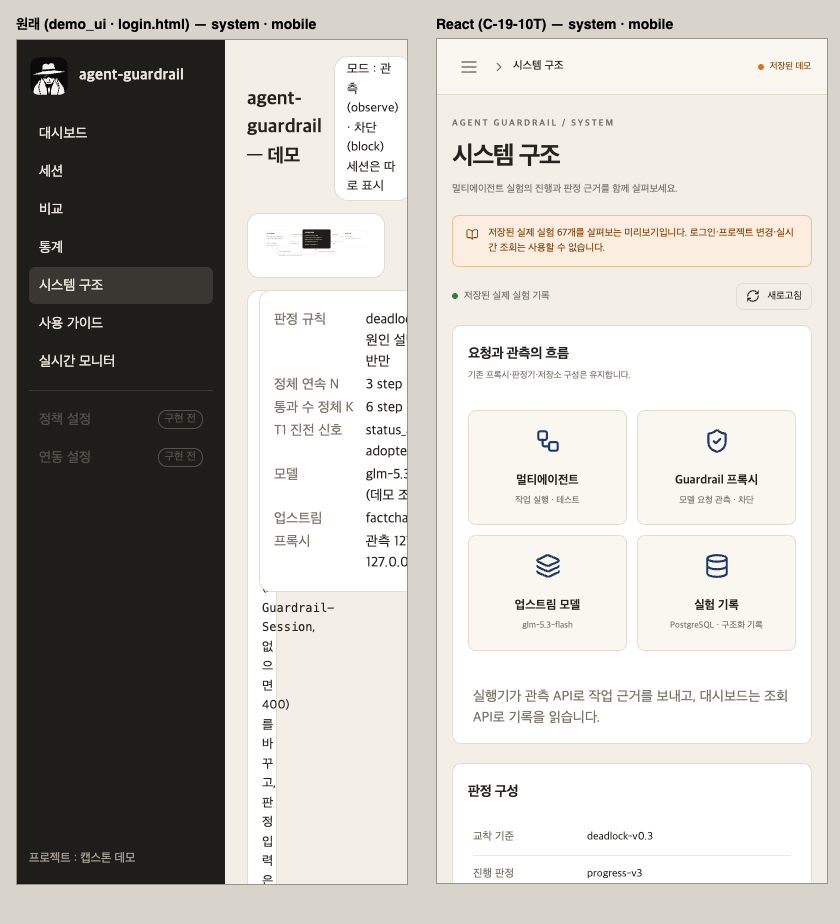 원래 (demo_ui · login.html) — system · mobile
agent-guardrail
대시보드
세션
비교
통계
시스템 구조
사용 가이드
실시간 모니터
정책 설정
구현 전
연동 설정
구현 전
프로젝트 : 캡스톤 데모
agent-
guardrail
— 데모
모드 : 관
측
(observe)
· 차단
(block)
세션은 따
로 표시
판정 규칙
deadloc
원인 설
반만
정체 연속 N
3 step
통과 수 정체 K
6 step
T1 진전 신호
status_
adopte
모델
glm-5.3
(데모 조
업스트림
factcha
프록시
관측 127
127.0.0
Guardrail-
Session,
없
으
면
400)
를
바
꾸
고,
판
정
입
력
은
React (C-19-10T) — system · mobile
시스템 구조
저장된 데모
AGENT GUARDRAIL / SYSTEM
시스템 구조
멀티에이전트 실험의 진행과 판정 근거를 함께 살펴보세요.
저장된 실제 실험 67개를 살펴보는 미리보기입니다. 로그인·프로젝트 변경·실시
간 조회는 사용할 수 없습니다.
저장된 실제 실험 기록
새로고침
요청과 관측의 흐름
기존 프록시·판정기·저장소 구성은 유지합니다.
멀티에이전트
작업 실행 · 테스트
Guardrail 프록시
모델 요청 관측 · 차단
업스트림 모델
glm-5.3-flash
실험 기록
PostgreSQL · 구조화 기록
실행기가 관측 API로 작업 근거를 보내고, 대시보드는 조회
API로 기록을 읽습니다.
판정 구성
교착 기준
deadlock-v0.3
진행 판정
progress-v3